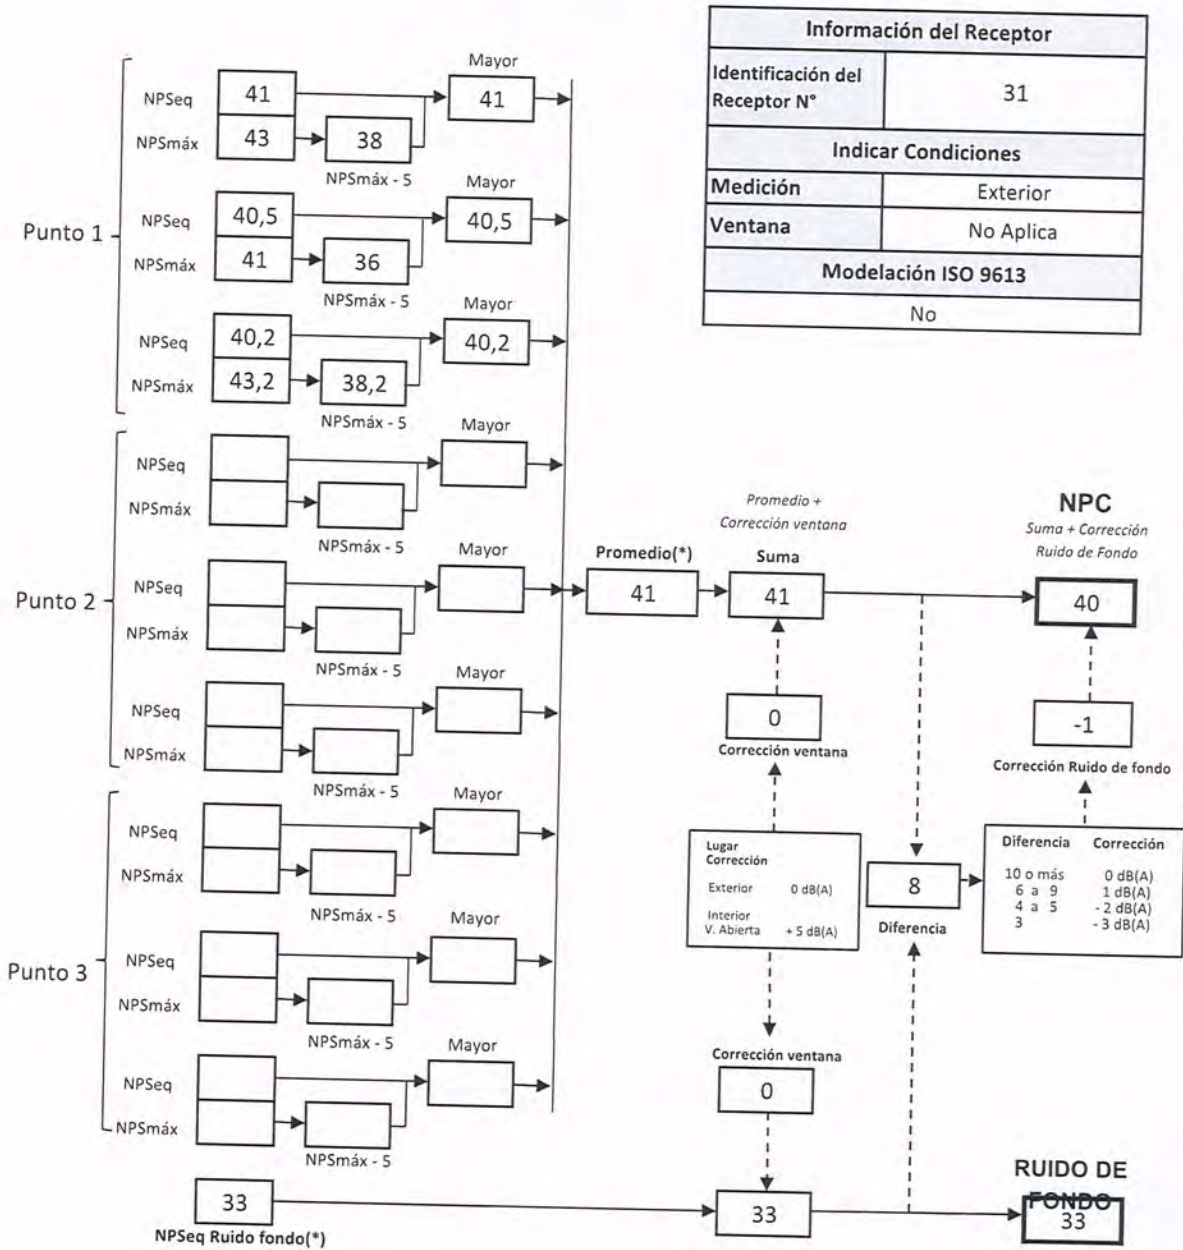 Información del Receptor
Identificación del
Receptor N°
31
Indicar Condiciones
Medición
Exterior
Ventana
No Aplica
Modelación ISO 9613
No
Punto 1
NPSeq
41
Mayor
41
NPSmáx
43
38
NPSmáx - 5
NPSeq
40,5
Mayor
40,5
NPSmáx
41
36
NPSmáx - 5
NPSeq
40,2
Mayor
40,2
NPSmáx
43,2
38,2
NPSmáx - 5
Punto 2
NPSeq
Mayor
NPSmáx
NPSmáx - 5
NPSeq
Mayor
NPSmáx
NPSmáx - 5
NPSeq
Mayor
NPSmáx
NPSmáx - 5
Punto 3
NPSeq
Mayor
NPSmáx
NPSmáx - 5
NPSeq
Mayor
NPSmáx
NPSmáx - 5
NPSeq
Mayor
NPSmáx
NPSmáx - 5
Promedio(*)
41
Promedio +
Corrección ventana
Suma
41
NPC
Suma + Corrección
Ruido de Fondo
40
0
Corrección ventana
-1
Corrección Ruido de fondo
Lugar
Corrección
Exterior 0 dB(A)
Interior
V. Abierta + 5 dB(A)
8
Diferencia
Diferencia Corrección
10 o más 0 dB(A)
6 a 9 1 dB(A)
4 a 5 - 2 dB(A)
3 - 3 dB(A)
Corrección ventana
0
33
NPSeq Ruido fondo(*)
33
RUIDO DE
FONDO
33